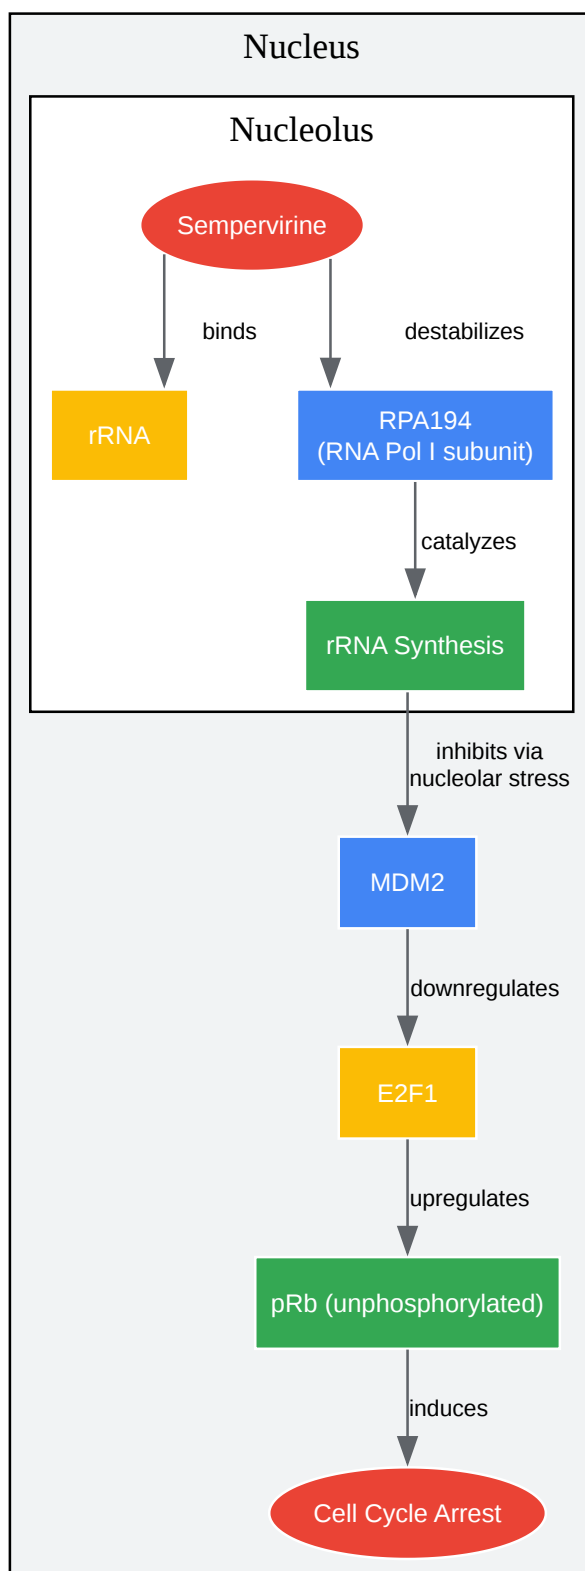 Nucleus
Nucleolus
Sempervirine
binds
destabilizes
rRNA
RPA194
(RNA Pol I subunit)
catalyzes
rRNA Synthesis
inhibits via
nucleolar stress
MDM2
downregulates
E2F1
upregulates
pRb (unphosphorylated)
induces
Cell Cycle Arrest